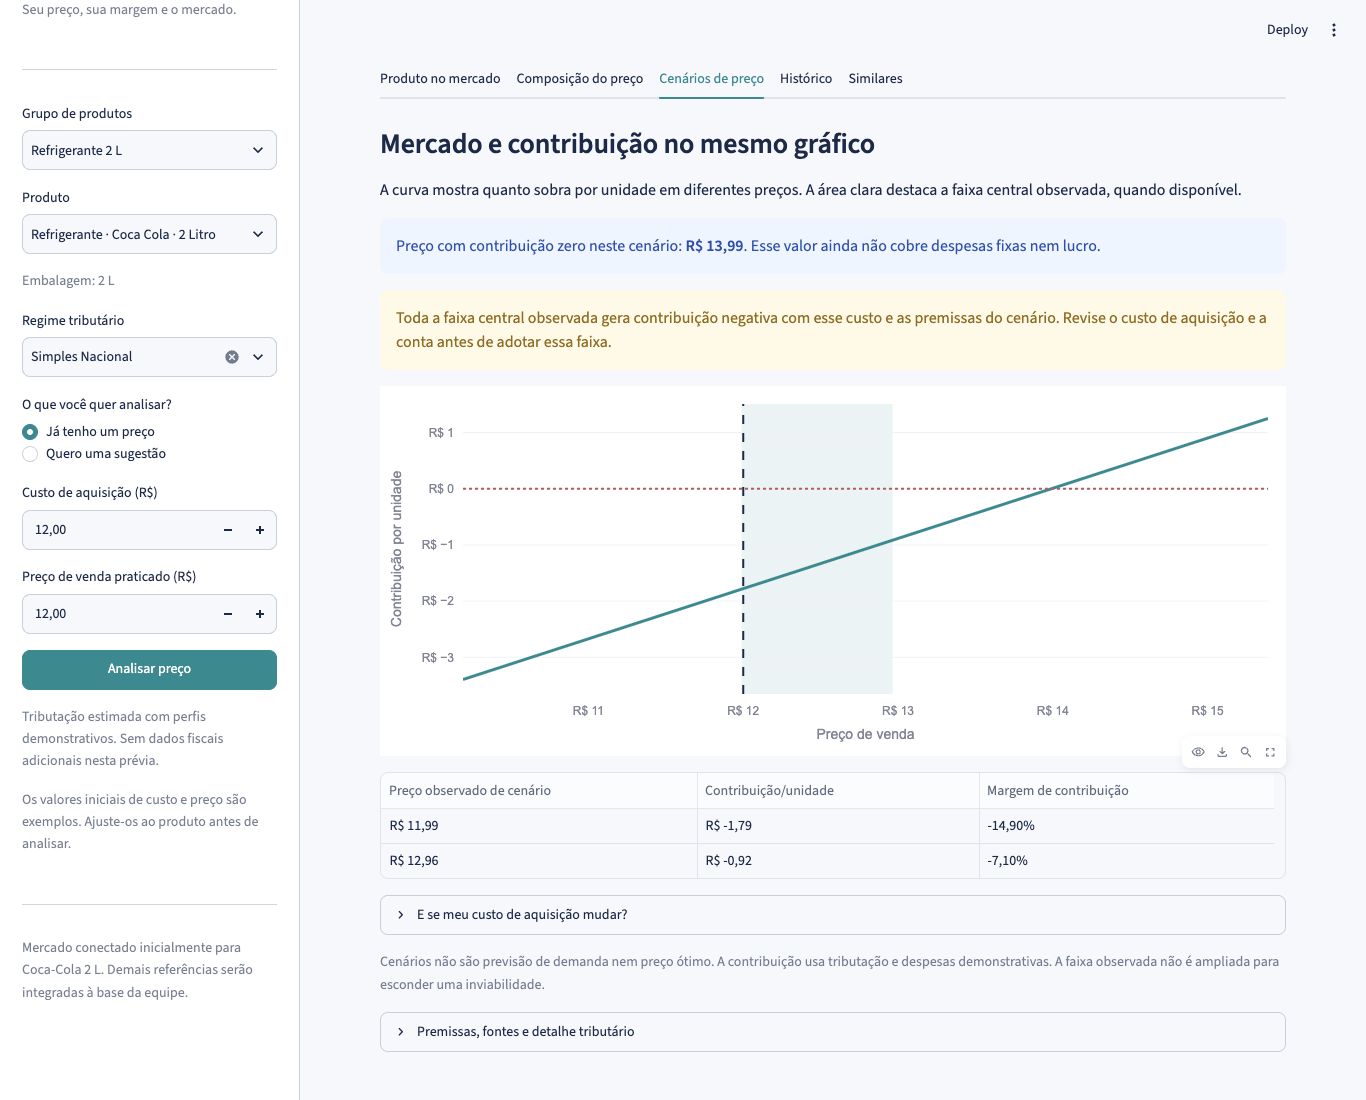 Seu preço, sua margem e o mercado.
Grupo de produtos
Refrigerante 2 L
Produto
Refrigerante · Coca Cola · 2 Litro
Embalagem: 2 L
Regime tributário
Simples Nacional
O que você quer analisar?
Já tenho um preço
Quero uma sugestão
Custo de aquisição (R$)
12,00
Preço de venda praticado (R$)
12,00
Analisar preço
Tributação estimada com perfis
demonstrativos. Sem dados fiscais
adicionais nesta prévia.
Os valores iniciais de custo e preço são
exemplos. Ajuste-os ao produto antes de
analisar.
Mercado conectado inicialmente para
Coca-Cola 2 L. Demais referências serão
integradas à base da equipe.
Deploy
Produto no mercado Composição do preço Cenários de preço Histórico Similares
Mercado e contribuição no mesmo gráfico
A curva mostra quanto sobra por unidade em diferentes preços. A área clara destaca a faixa central observada, quando disponível.
Preço com contribuição zero neste cenário: R$ 13,99. Esse valor ainda não cobre despesas fixas nem lucro.
Toda a faixa central observada gera contribuição negativa com esse custo e as premissas do cenário. Revise o custo de aquisição e a
conta antes de adotar essa faixa.
Contribuição por unidade
R$ 1
R$ 0
R$ −1
R$ −2
R$ −3
R$ 11 R$ 12 R$ 13 R$ 14 R$ 15
Preço de venda
Preço observado de cenário Contribuição/unidade Margem de contribuição
R$ 11,99 R$ -1,79 -14,90%
R$ 12,96 R$ -0,92 -7,10%
E se meu custo de aquisição mudar?
Cenários não são previsão de demanda nem preço ótimo. A contribuição usa tributação e despesas demonstrativas. A faixa observada não é ampliada para
esconder uma inviabilidade.
Premissas, fontes e detalhe tributário